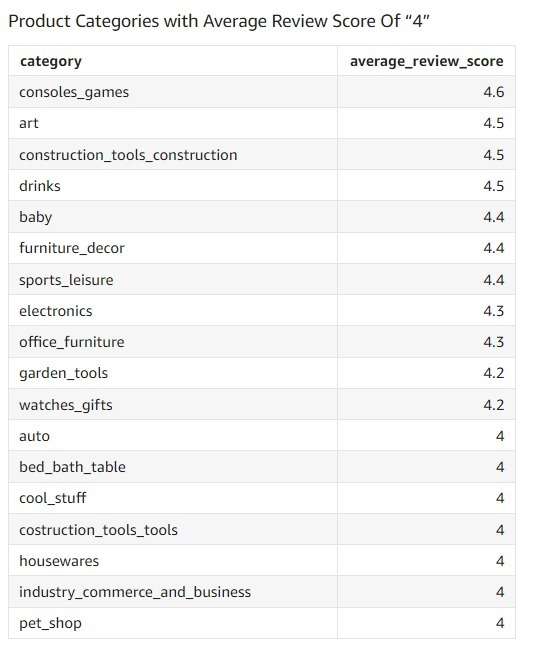 Product Categories with Average Review Score Of “4”
category average_review_score
consoles_games 4.6
art 4.5
construction_tools_construction 4.5
drinks 4.5
baby 4.4
furniture_decor 4.4
sports_leisure 4.4
electronics 4.3
office_furniture 4.3
garden_tools 4.2
watches_gifts 4.2
auto 4
bed_bath_table 4
cool_stuff 4
costruction_tools_tools 4
housewares 4
industry_commerce_and_business 4
pet_shop 4